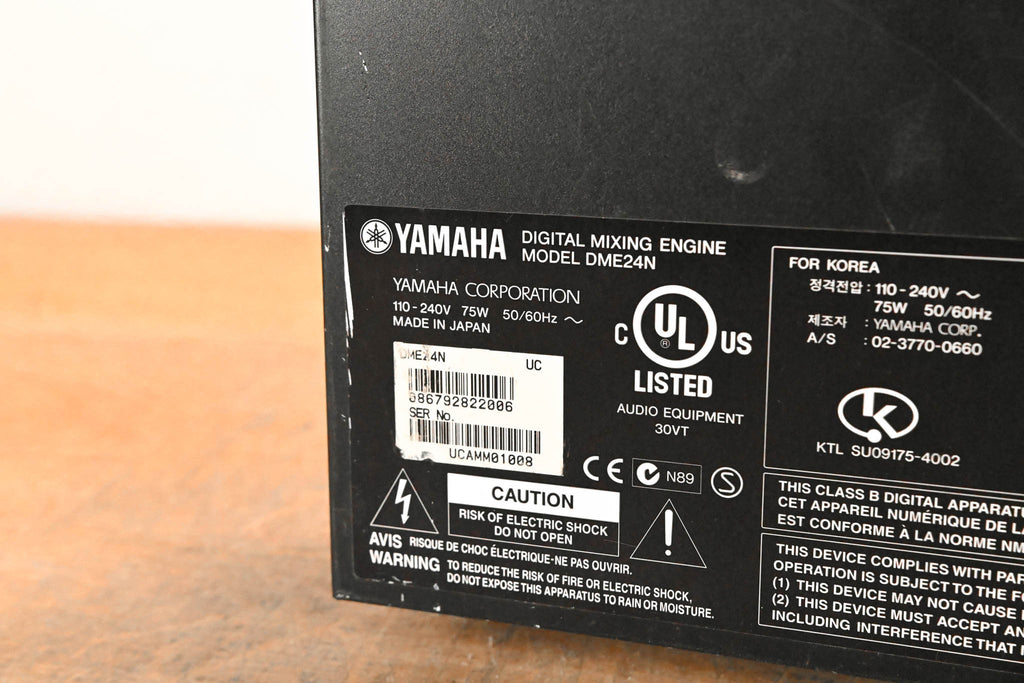 YAMAHA
DIGITAL MIXING ENGINE
MODEL DME24N
YAMAHA CORPORATION
110-240V 75W 50/60Hz ~
MADE IN JAPAN
DME24N UC
086792822006
SER No.
UCAMM01008
C UL US
®
LISTED
AUDIO EQUIPMENT
30VT
CE N89 S
CAUTION
RISK OF ELECTRIC SHOCK
DO NOT OPEN
AVIS RISQUE DE CHOC ÉLECTRIQUE-NE PAS OUVRIR.
WARNING TO REDUCE THE RISK OF FIRE OR ELECTRIC SHOCK,
DO NOT EXPOSE THIS APPARATUS TO RAIN OR MOISTURE.
FOR KOREA
정격전압 : 110-240V ~
75W 50/60Hz
제조자 : YAMAHA CORP.
A/S : 02-3770-0660
K
KTL SU09175-4002
THIS CLASS B DIGITAL APPARAT
CET APPAREIL NUMÉRIQUE DE LA
EST CONFORME À LA NORME NM
THIS DEVICE COMPLIES WITH PAR
OPERATION IS SUBJECT TO THE FO
(1) THIS DEVICE MAY NOT CAUSE
(2) THIS DEVICE MUST ACCEPT AN
INCLUDING INTERFERENCE THAT